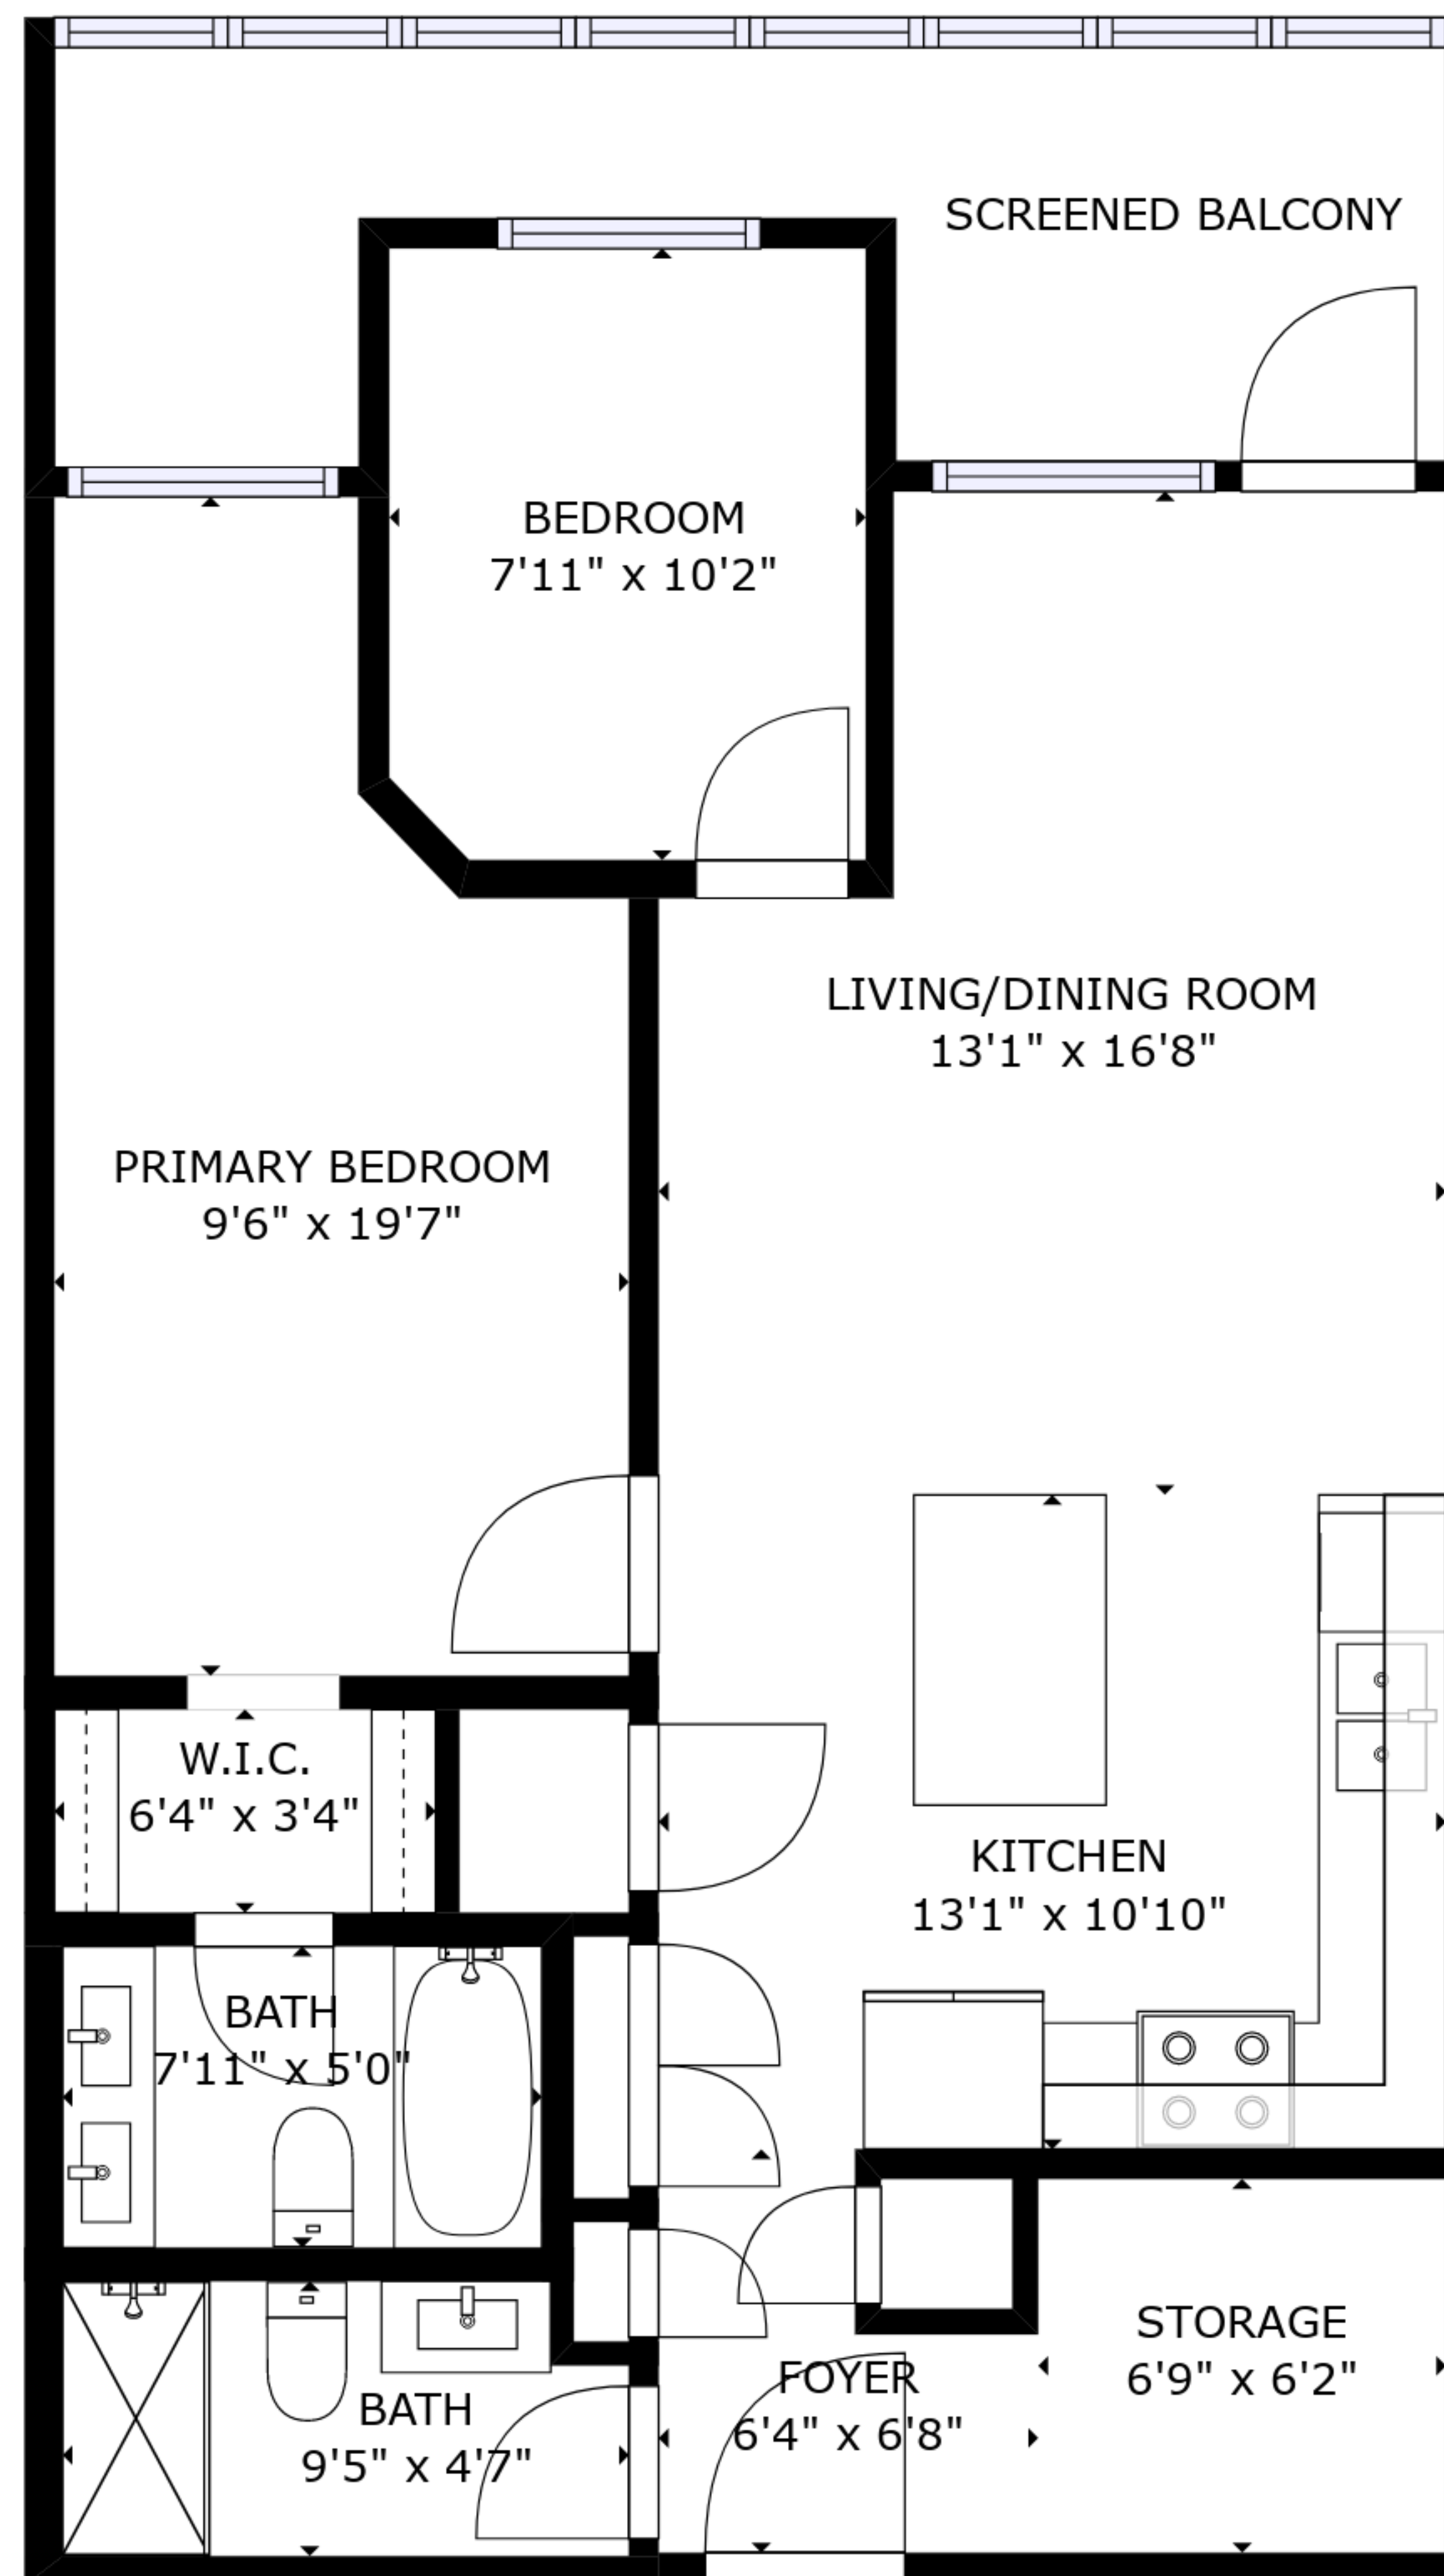 SCREENED BALCONY
BEDROOM
7'11" x 10'2"
LIVING/DINING ROOM
13'1" x 16'8"
PRIMARY BEDROOM
9'6" x 19'7"
W.I.C.
6'4" x 3'4"
KITCHEN
13'1" x 10'10"
BATH
7'11" x 5'0"
STORAGE
6'9" x 6'2"
FOYER
6'4" x 6'8"
BATH
9'5" x 4'7"